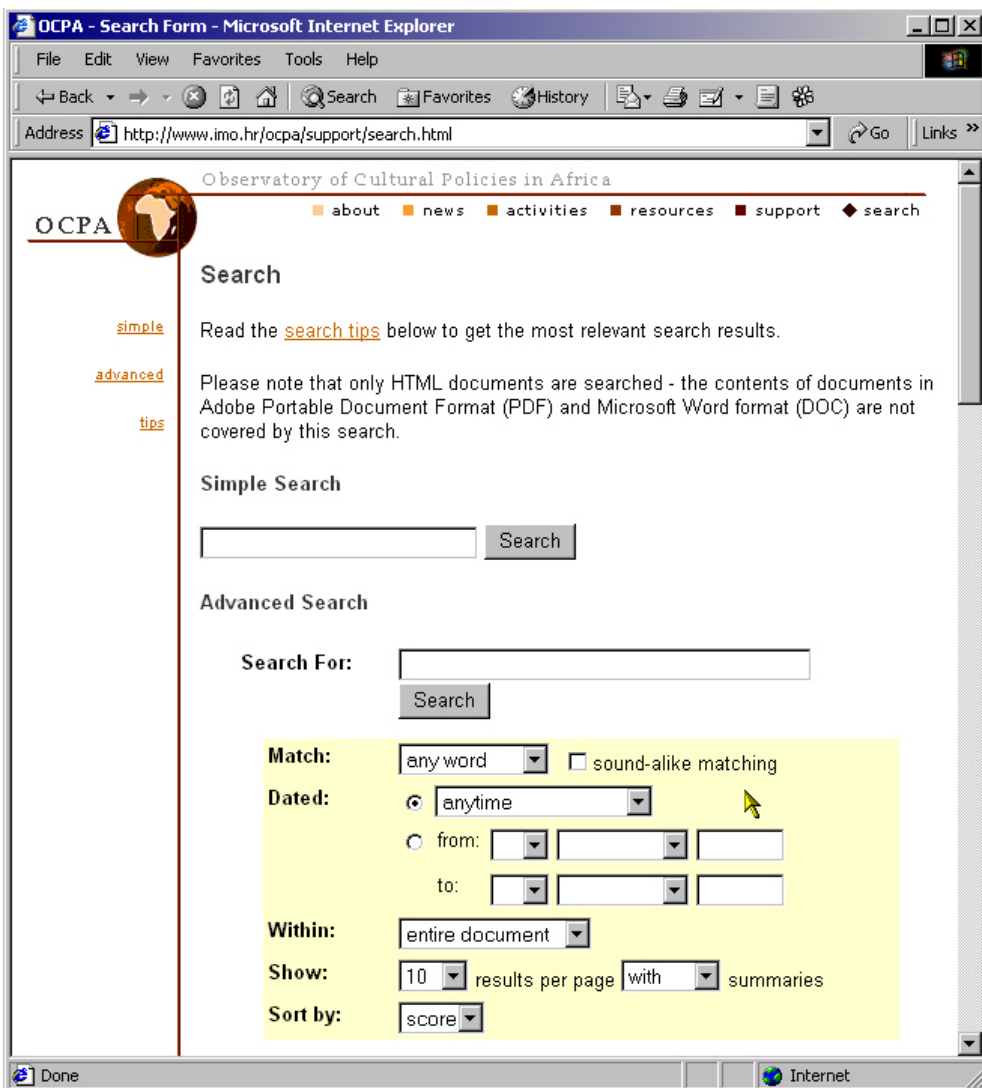 OCPA - Search Form - Microsoft Internet Explorer
File Edit View Favorites Tools Help
Back Search Favorites History
Address http://www.imo.hr/ocpa/support/search.html Go Links »
Observatory of Cultural Policies in Africa
about news activities resources support search
OCPA
Search
simple
Read the search tips below to get the most relevant search results.
advanced
Please note that only HTML documents are searched - the contents of documents in
Adobe Portable Document Format (PDF) and Microsoft Word format (DOC) are not
tips
covered by this search.
Simple Search
Search
Advanced Search
Search For:
Search
Match: any word sound-alike matching
Dated: anytime
from:
to:
Within: entire document
Show: 10 results per page with summaries
Sort by: score
Done Internet